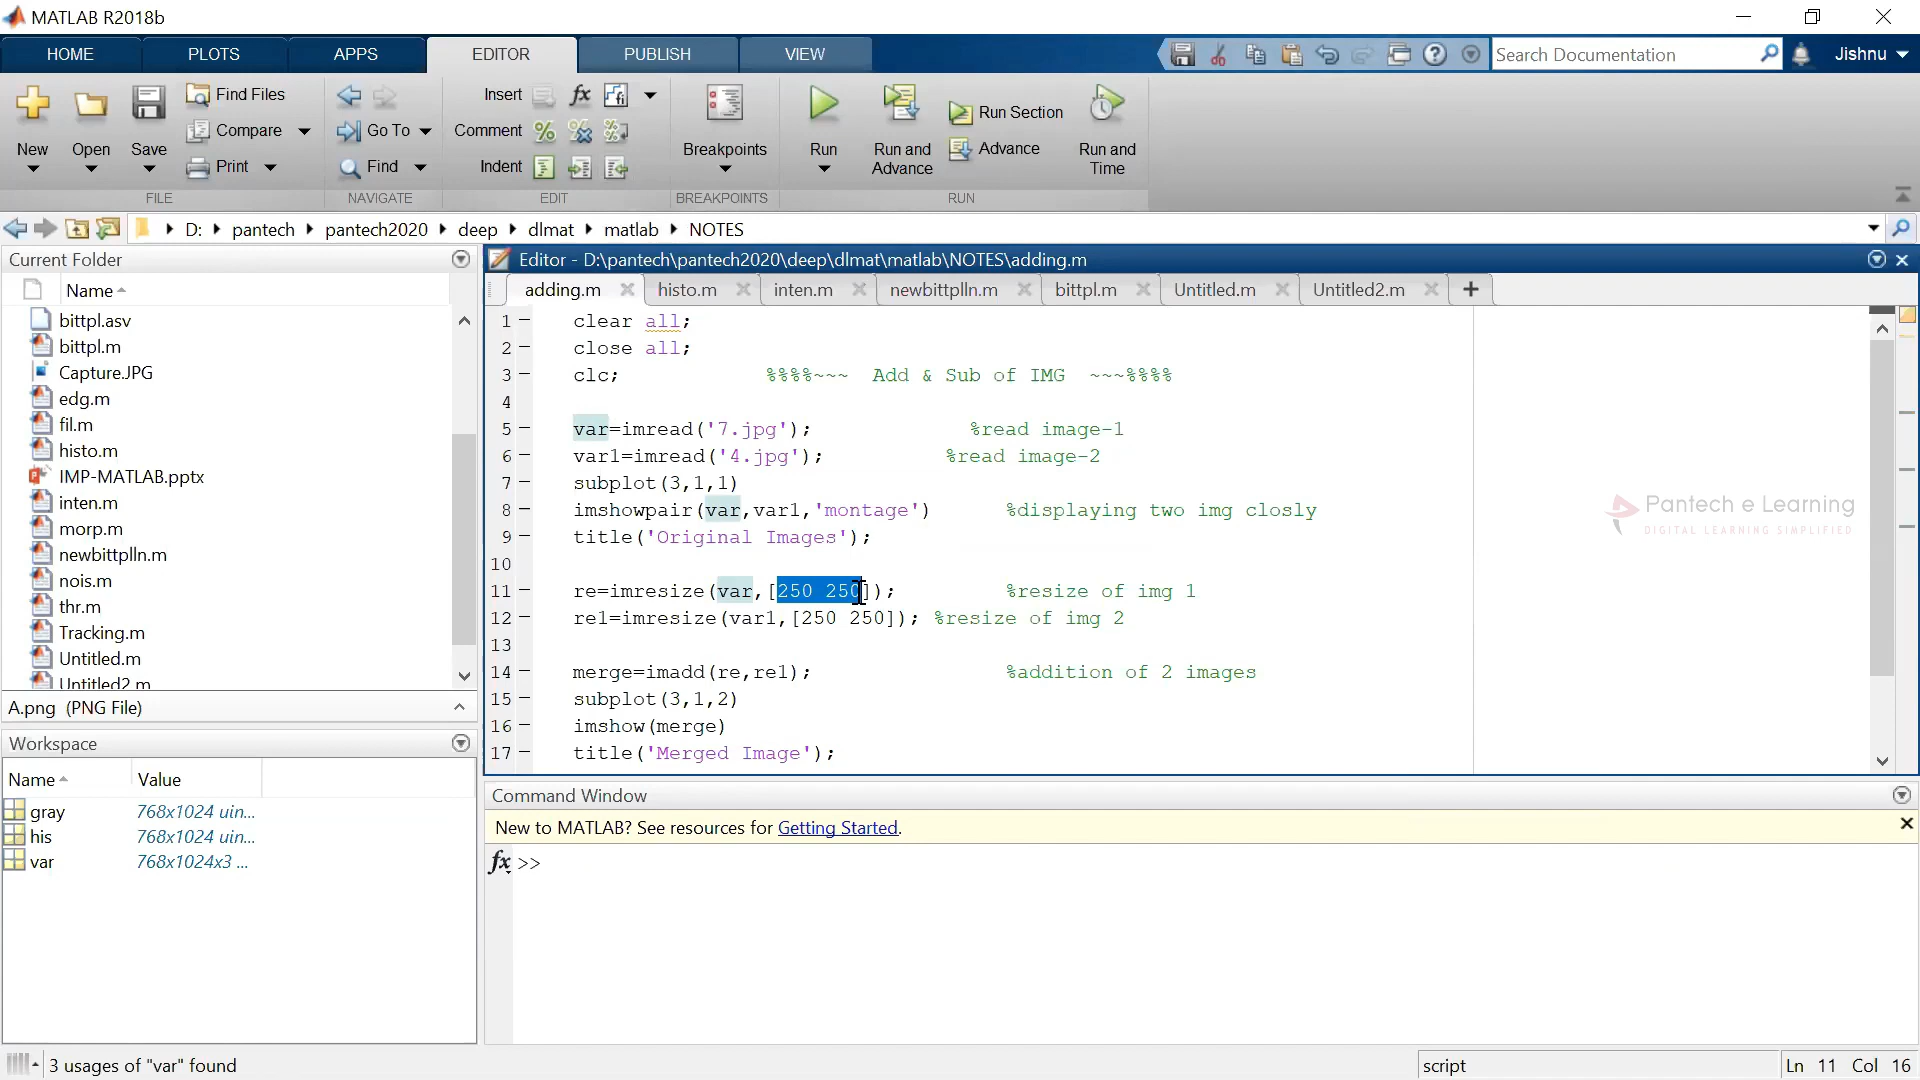 MATLAB R2018b
HOME PLOTS APPS EDITOR PUBLISH VIEW Search Documentation Jishnu
New Open Save Find Files Compare Print Go To Find Insert Comment Indent Breakpoints Run Run and Advance Run Section Advance Run and Time
FILE NAVIGATE EDIT BREAKPOINTS RUN
D: pantech pantech2020 deep dlmat matlab NOTES
Current Folder
Name
bittpl.asv
bittpl.m
Capture.JPG
edg.m
fil.m
histo.m
IMP-MATLAB.pptx
inten.m
morp.m
newbittplln.m
nois.m
thr.m
Tracking.m
Untitled.m
Untitled2.m
A.png (PNG File)
Workspace
Name Value
gray 768x1024 uin...
his 768x1024 uin...
var 768x1024x3 ...
Editor - D:\pantech\pantech2020\deep\dlmat\matlab\NOTES\adding.m
adding.m histo.m inten.m newbittplln.m bittpl.m Untitled.m Untitled2.m
1 clear all;
2 close all;
3 clc; %%%%~~~ Add & Sub of IMG ~~~%%%%
4
5 var=imread('7.jpg'); %read image-1
6 var1=imread('4.jpg'); %read image-2
7 subplot(3,1,1)
8 imshowpair(var,var1,'montage') %displaying two img closly
9 title('Original Images');
10
11 re=imresize(var,[250 250]); %resize of img 1
12 re1=imresize(var1,[250 250]); %resize of img 2
13
14 merge=imadd(re,re1); %addition of 2 images
15 subplot(3,1,2)
16 imshow(merge)
17 title('Merged Image');
Pantech e Learning
DIGITAL LEARNING SIMPLIFIED
Command Window
New to MATLAB? See resources for Getting Started.
fx >>
3 usages of "var" found
script Ln 11 Col 16